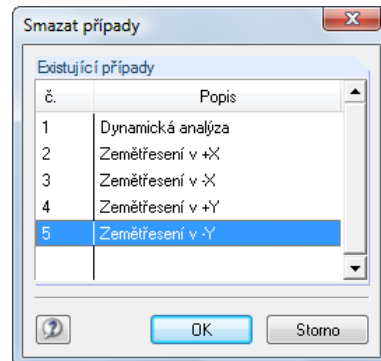 Smazat případy
Existující případy
č. Popis
1 Dynamická analýza
2 Zemětřesení v +X
3 Zemětřesení v -X
4 Zemětřesení v +Y
5 Zemětřesení v -Y
OK Storno